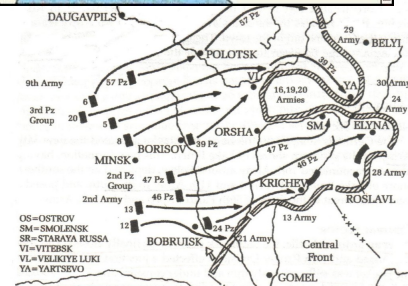 DAUGAVPILS
57 Pz
29
Army
BELYI
POLOTSK
39 Pz
9th Army
57 Pz
VI
YA
30 Army
24
Army
3rd Pz
Group
6
20
5
8
16,19,20
Armies
SM
ELYNA
ORSHA
BORISOV
39 Pz
MINSK
47 Pz
47 Pz
46 Pz
2nd Pz
Group
46 Pz
KRICHEV
28 Army
ROSLAVL
2nd Army
13
12
13 Army
24 Pz
21 Army
BOBRUISK
Central
Front
GOMEL
OS=OSTROV
SM=SMOLENSK
SR=STARAYA RUSSA
VI=VITEBSK
VL=VELIKIYE LUKI
YA=YARTSEVO